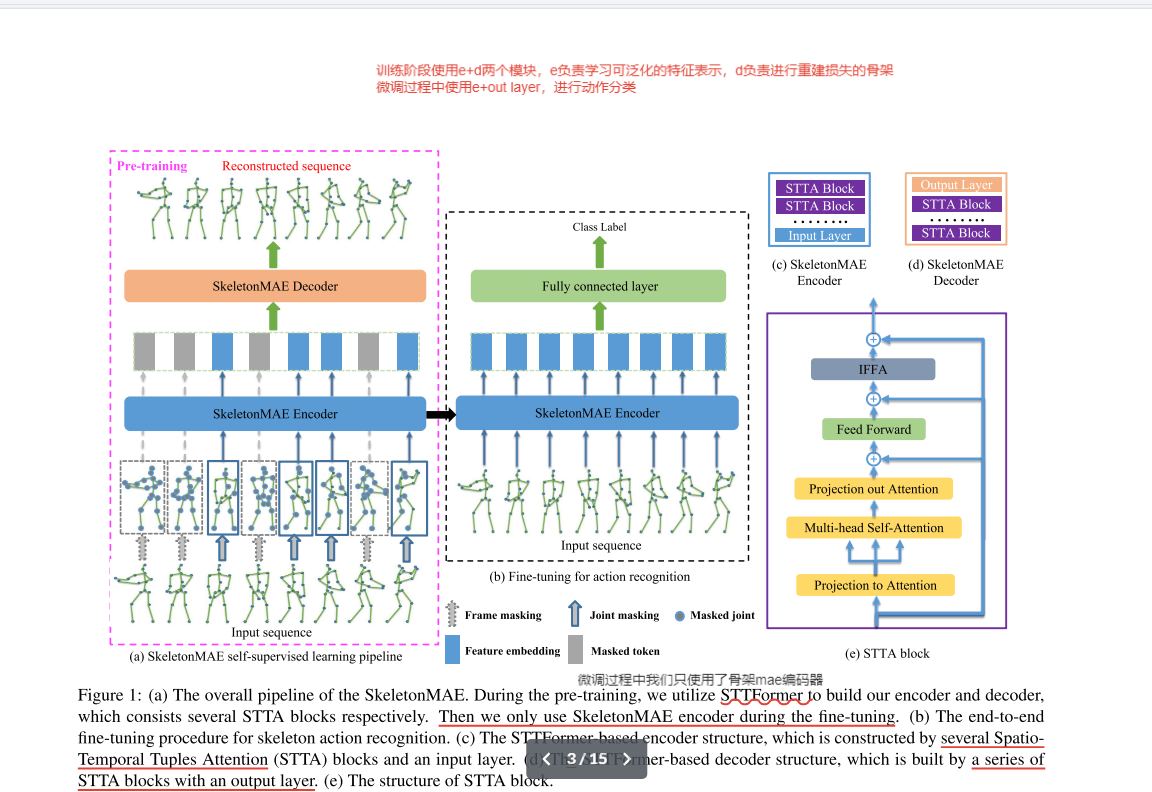 训练阶段使用e+d两个模块，e负责学习可泛化的特征表示，d负责进行重建损失的骨架
微调过程中使用e+out layer，进行动作分类
Pre-training
Reconstructed sequence
SkeletonMAE Decoder
SkeletonMAE Encoder
Input sequence
(a) SkeletonMAE self-supervised learning pipeline
Class Label
Fully connected layer
SkeletonMAE Encoder
Input sequence
(b) Fine-tuning for action recognition
Frame masking
Joint masking
Masked joint
Feature embedding
Masked token
STTA Block
STTA Block
........
Input Layer
(c) SkeletonMAE
Encoder
Output Layer
STTA Block
........
STTA Block
(d) SkeletonMAE
Decoder
IFFA
Feed Forward
Projection out Attention
Multi-head Self-Attention
Projection to Attention
(e) STTA block
微调过程中我们只使用了骨架mae编码器
Figure 1: (a) The overall pipeline of the SkeletonMAE. During the pre-training, we utilize STTFormer to build our encoder and decoder,
which consists several STTA blocks respectively. Then we only use SkeletonMAE encoder during the fine-tuning. (b) The end-to-end
fine-tuning procedure for skeleton action recognition. (c) The STTFormer-based encoder structure, which is constructed by several Spatio-
Temporal Tuples Attention (STTA) blocks and an input layer. (d) The STTFormer-based decoder structure, which is built by a series of
STTA blocks with an output layer. (e) The structure of STTA block.
3 / 15